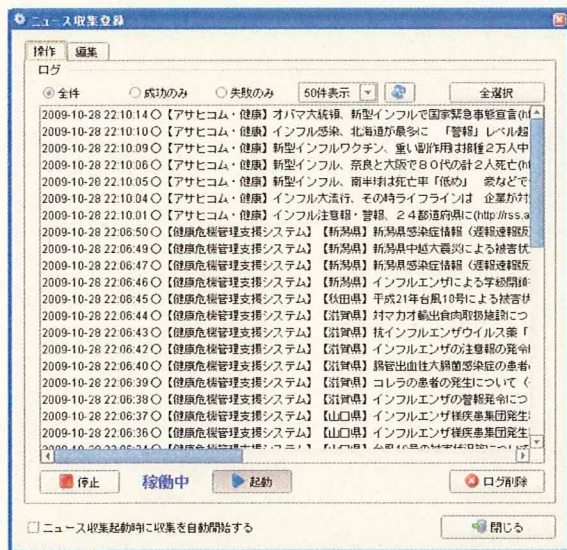 ニュース収集登録
操作 編集
ログ
全件 成功のみ 失敗のみ 50件表示 全選択
2009-10-28 22:10:14○【アサヒコム・健康】オバマ大統領、新型インフルで国家緊急事態宣言(ht
2009-10-28 22:10:10○【アサヒコム・健康】インフル感染、北海道が最多に 「警報」レベル超
2009-10-28 22:10:09○【アサヒコム・健康】新型インフルワクチン、重い副作用は接種2万人中
2009-10-28 22:10:06○【アサヒコム・健康】新型インフル、奈良と大阪で80代の計2人死亡(ht
2009-10-28 22:10:05○【アサヒコム・健康】新型インフル、南半球は死亡率「低め」 衰などで
2009-10-28 22:10:04○【アサヒコム・健康】インフル大流行、その時ライフラインは 企業が対
2009-10-28 22:10:01○【アサヒコム・健康】インフル注意報・警報、24都道府県に(http://rss.a
2009-10-28 22:06:50○【健康危機管理支援システム】【新潟県】新潟県感染症情報(週報速報版
2009-10-28 22:06:49○【健康危機管理支援システム】【新潟県】新潟県中越大震災による被害状
2009-10-28 22:06:47○【健康危機管理支援システム】【新潟県】新潟県感染症情報(週報速報版
2009-10-28 22:06:46○【健康危機管理支援システム】【新潟県】インフルエンザによる学級閉鎖
2009-10-28 22:06:45○【健康危機管理支援システム】【秋田県】平成21年台風18号による被害状
2009-10-28 22:06:44○【健康危機管理支援システム】【滋賀県】対マカオ輸出食肉取扱施設につ
2009-10-28 22:06:43○【健康危機管理支援システム】【滋賀県】抗インフルエンザウイルス薬「
2009-10-28 22:06:42○【健康危機管理支援システム】【滋賀県】インフルエンザの注意報の発令
2009-10-28 22:06:40○【健康危機管理支援システム】【滋賀県】腸管出血性大腸菌感染症の患者
2009-10-28 22:06:39○【健康危機管理支援システム】【滋賀県】コレラの患者の発生について(
2009-10-28 22:06:38○【健康危機管理支援システム】【滋賀県】インフルエンザの警報発令につ
2009-10-28 22:06:37○【健康危機管理支援システム】【山口県】インフルエンザ様疾患集団発生
2009-10-28 22:06:36○【健康危機管理支援システム】【山口県】インフルエンザ様疾患集団発生
停止 稼働中 起動 ログ削除
ニュース収集起動時に収集を自動開始する 閉じる